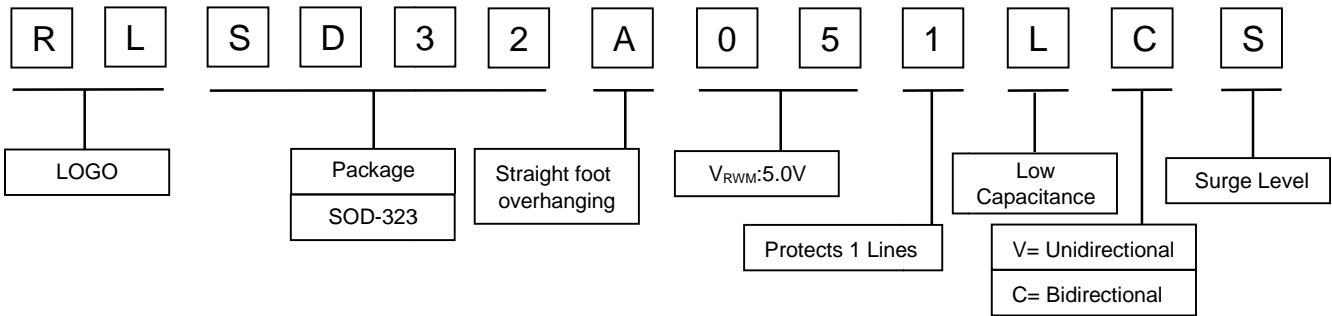 R L S D 3 2 A 0 5 1 L C S
LOGO
Package
SOD-323
Straight foot
overhanging
VRWM:5.0V
Protects 1 Lines
Low
Capacitance
V= Unidirectional
C= Bidirectional
Surge Level